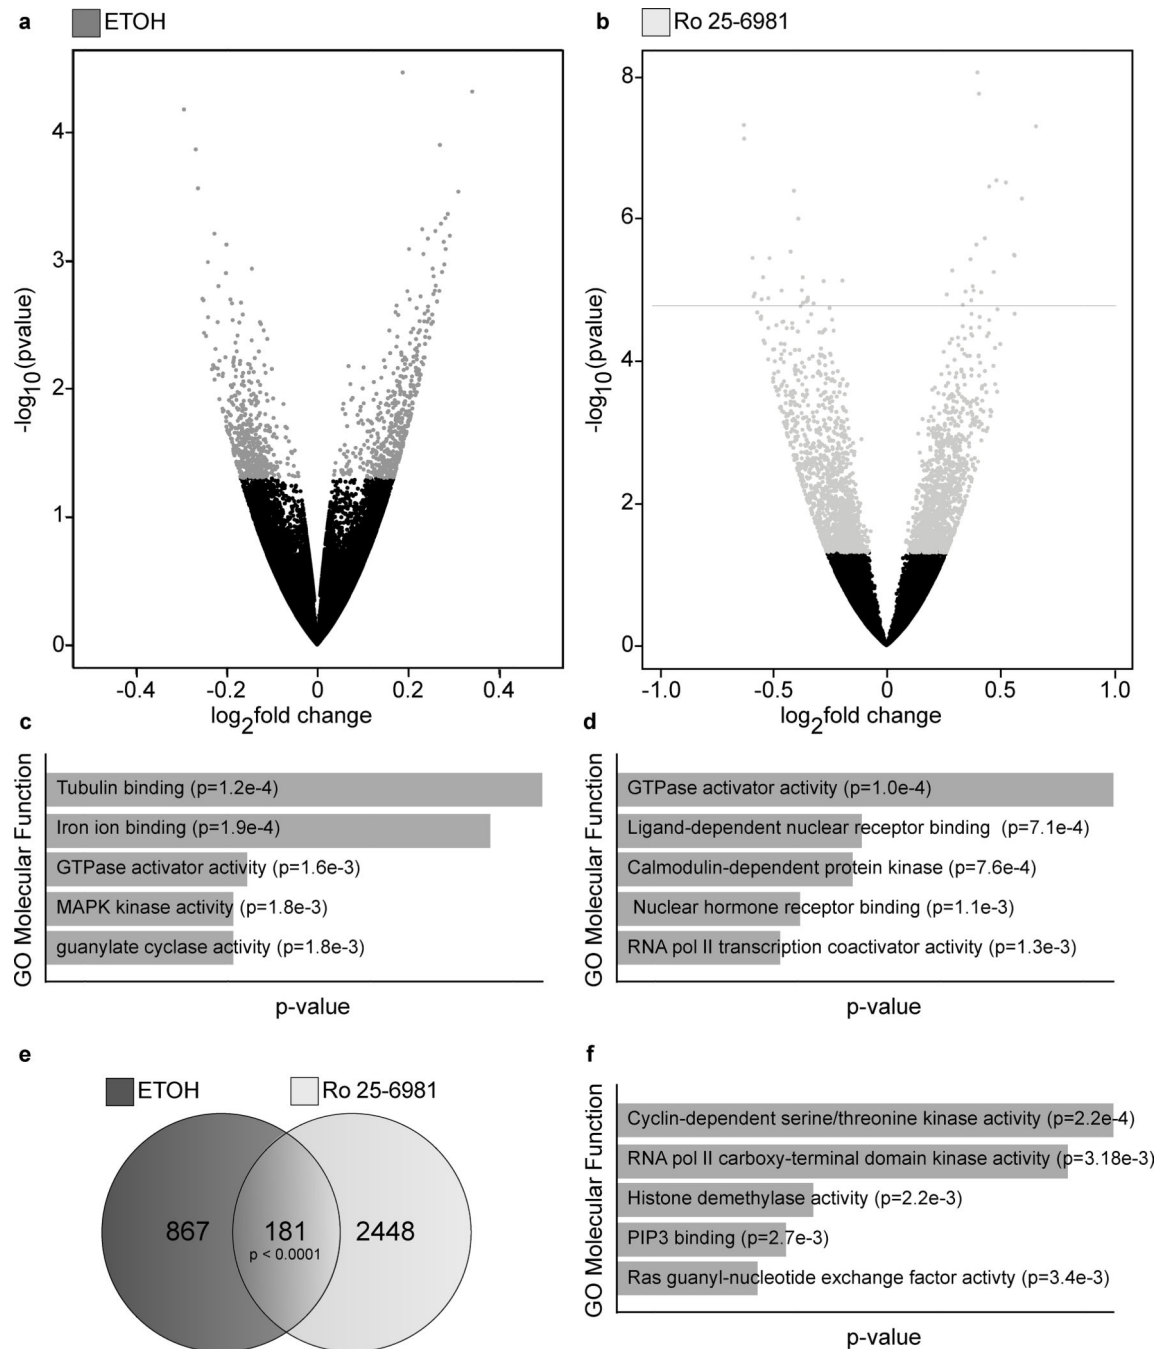 a
ETOH
b
Ro 25-6981
-log10(pvalue)
4
3
2
1
0
-0.4
-0.2
0
0.2
0.4
log2fold change
-log10(pvalue)
8
6
4
2
0
-1.0
-0.5
0
0.5
1.0
log2fold change
c
GO Molecular Function
Tubulin binding (p=1.2e-4)
Iron ion binding (p=1.9e-4)
GTPase activator activity (p=1.6e-3)
MAPK kinase activity (p=1.8e-3)
guanylate cyclase activity (p=1.8e-3)
p-value
d
GO Molecular Function
GTPase activator activity (p=1.0e-4)
Ligand-dependent nuclear receptor binding (p=7.1e-4)
Calmodulin-dependent protein kinase (p=7.6e-4)
Nuclear hormone receptor binding (p=1.1e-3)
RNA pol II transcription coactivator activity (p=1.3e-3)
p-value
e
ETOH
Ro 25-6981
867
181
p < 0.0001
2448
f
GO Molecular Function
Cyclin-dependent serine/threonine kinase activity (p=2.2e-4)
RNA pol II carboxy-terminal domain kinase activity (p=3.18e-3)
Histone demethylase activity (p=2.2e-3)
PIP3 binding (p=2.7e-3)
Ras guanyl-nucleotide exchange factor activty (p=3.4e-3)
p-value